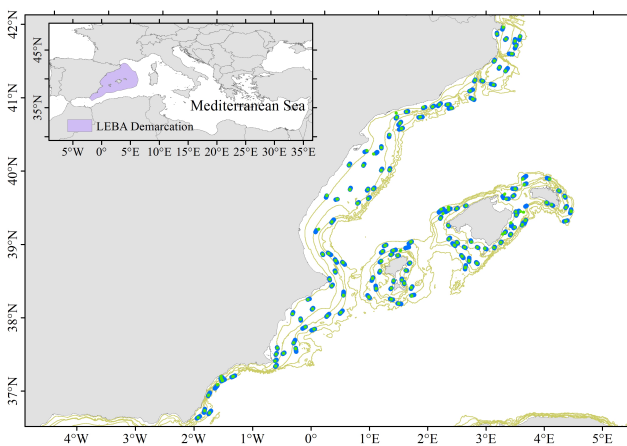 42°N
41°N
40°N
39°N
38°N
37°N
45°N
35°N
Mediterranean Sea
LEBA Demarcation
5°W 0° 5°E 10°E 15°E 20°E 25°E 30°E 35°E
4°W 3°W 2°W 1°W 0° 1°E 2°E 3°E 4°E 5°E